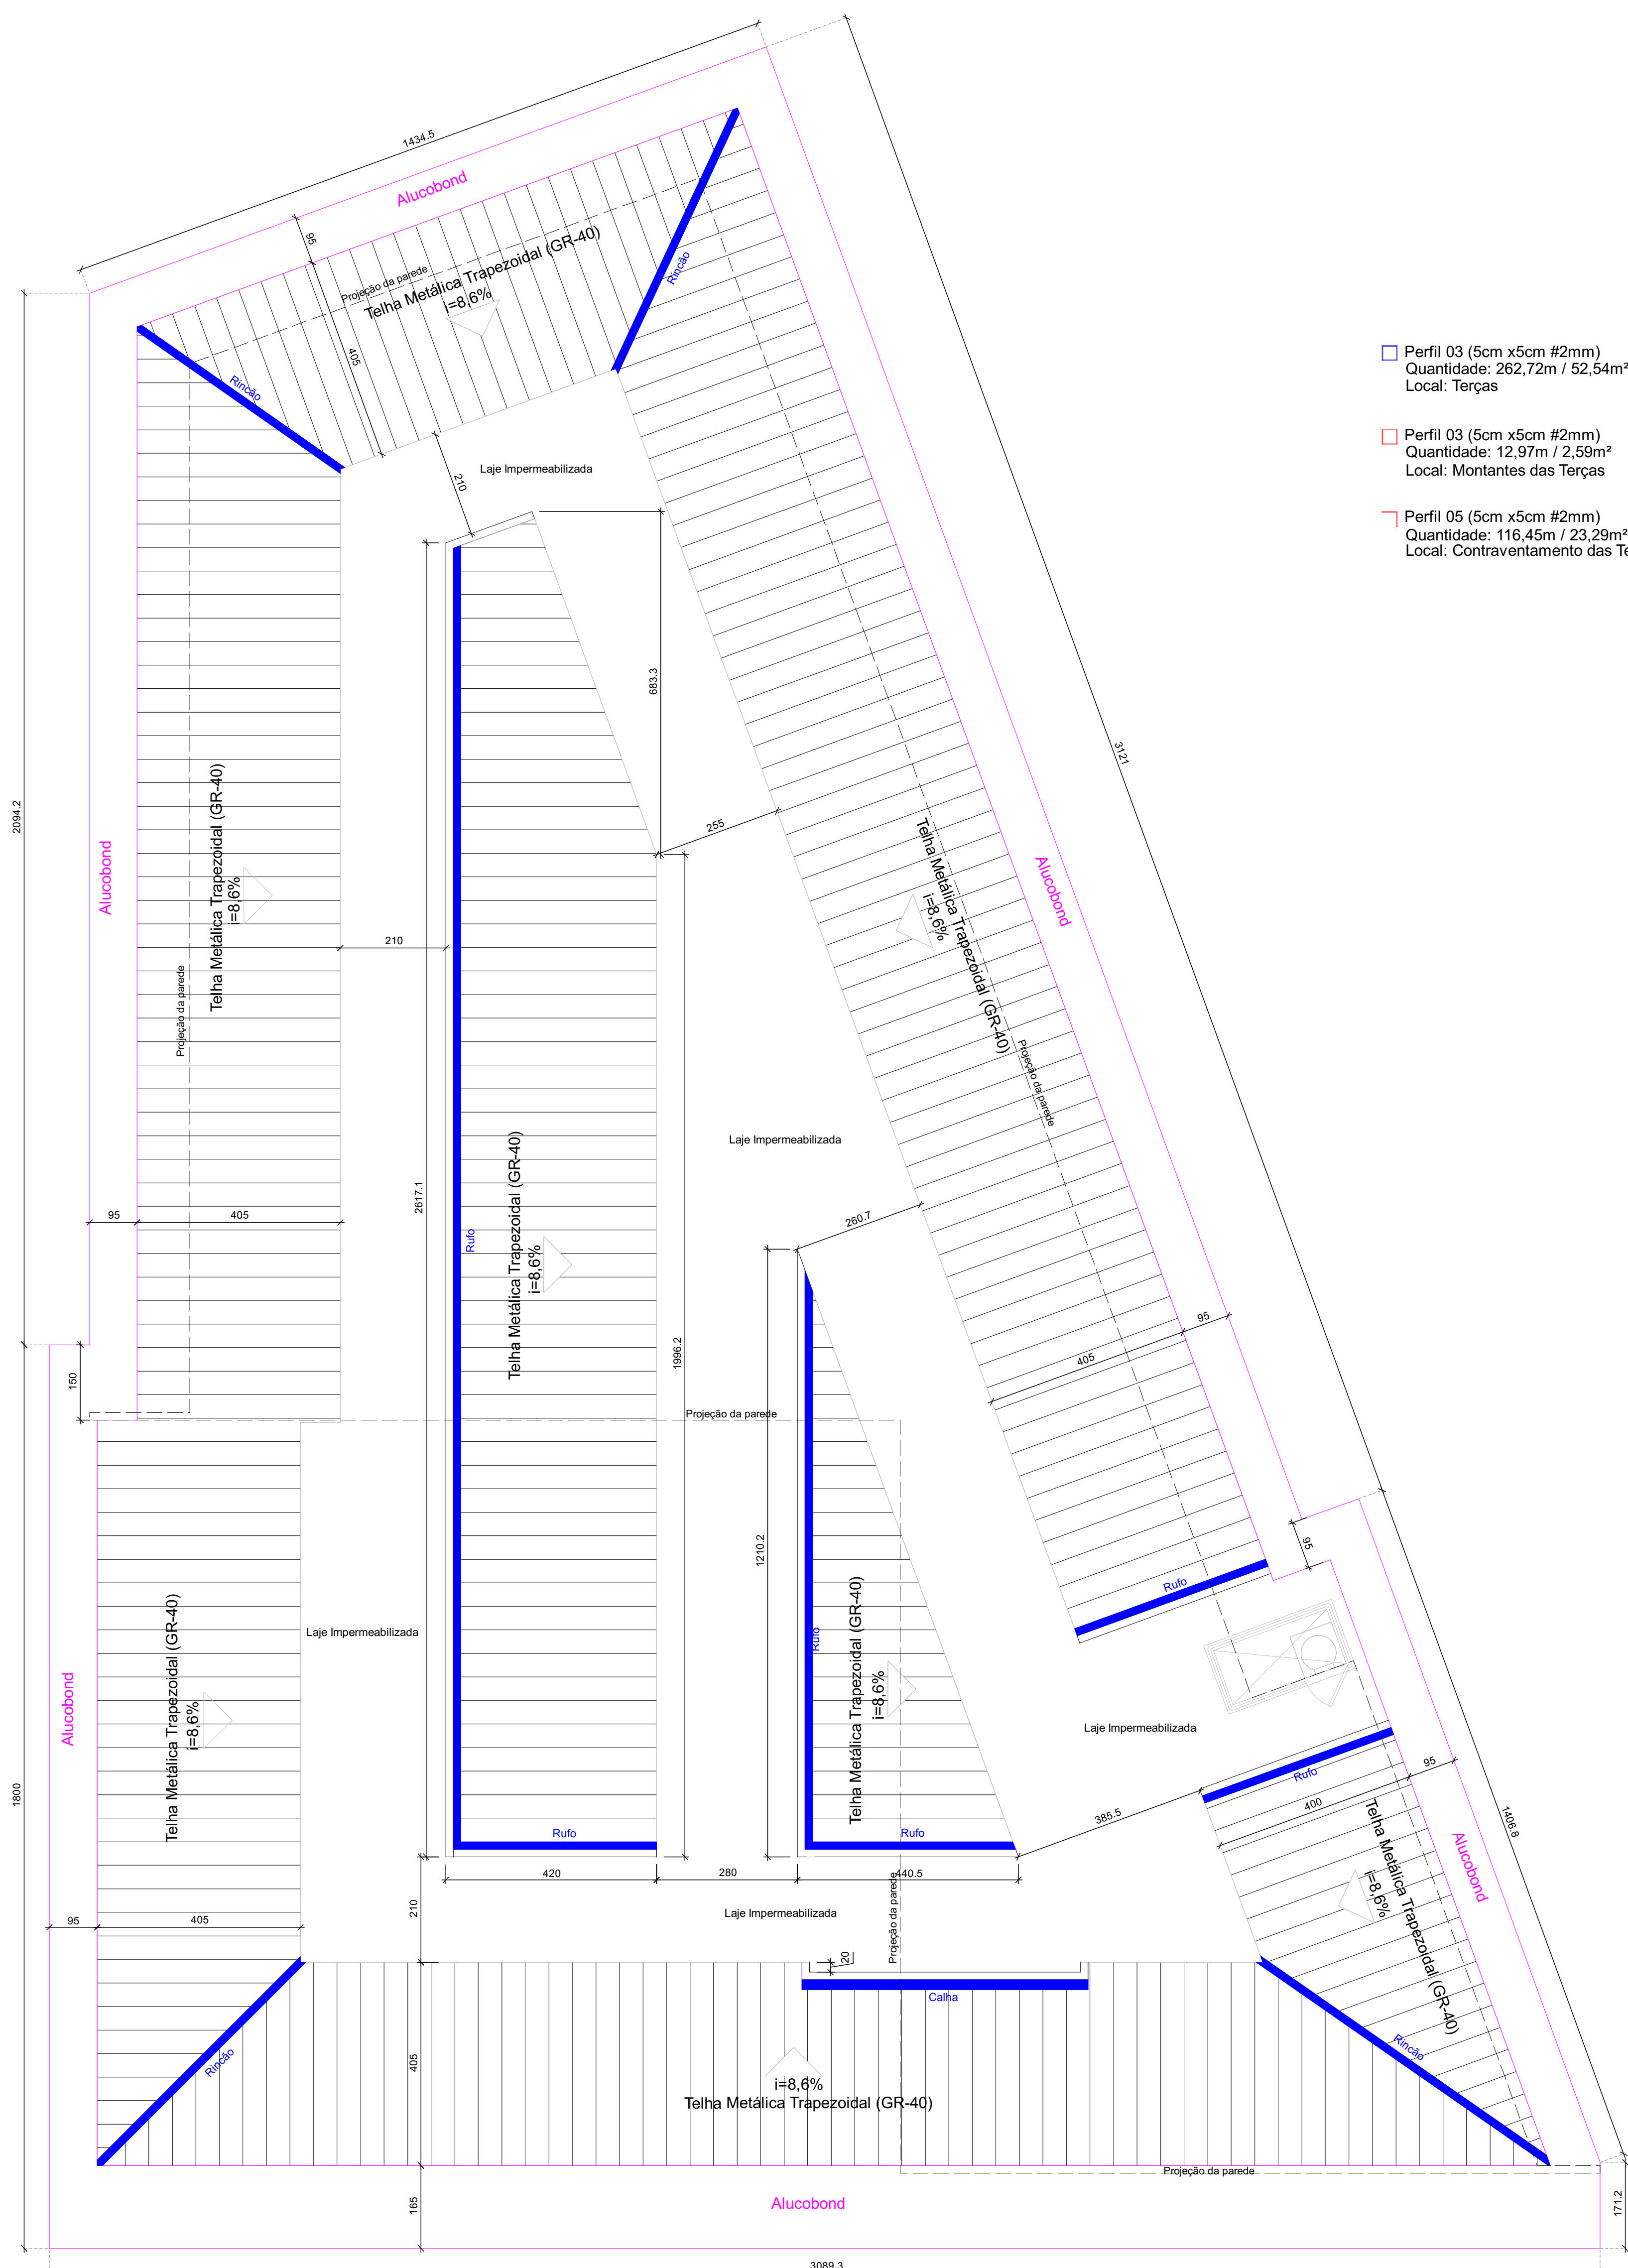 1434.5
Alucobond
95
Projeção da parede
Telha Metálica Trapezoidal (GR-40)
i=8,6%
Rincão
405
Rincão
Perfil 03 (5cm x5cm #2mm)
Quantidade: 262,72m / 52,54m²
Local: Terças
Perfil 03 (5cm x5cm #2mm)
Quantidade: 12,97m / 2,59m²
Local: Montantes das Terças
Perfil 05 (5cm x5cm #2mm)
Quantidade: 116,45m / 23,29m²
Local: Contraventamento das Te
210
Laje Impermeabilizada
683.3
3121
2094.2
Alucobond
Telha Metálica Trapezoidal (GR-40)
i=8,6%
Projeção da parede
210
255
Telha Metálica Trapezoidal (GR-40)
i=8,6%
Alucobond
Projeção da parede
Laje Impermeabilizada
2617.1
Rufo
Telha Metálica Trapezoidal (GR-40)
i=8,6%
95
405
260.7
1996.2
95
405
150
Projeção da parede
1210.2
95
Rufo
Rufo
Telha Metálica Trapezoidal (GR-40)
i=8,6%
Laje Impermeabilizada
Alucobond
Telha Metálica Trapezoidal (GR-40)
i=8,6%
1800
Laje Impermeabilizada
95
Rufo
400
385.5
1406.8
Telha Metálica Trapezoidal (GR-40)
i=8,6%
Alucobond
Rufo
Rufo
420
280
440.5
210
95
405
Laje Impermeabilizada
Projeção da parede
20
Calha
Rincão
405
i=8,6%
Telha Metálica Trapezoidal (GR-40)
Rincão
Projeção da parede
165
Alucobond
171.2
3089.3